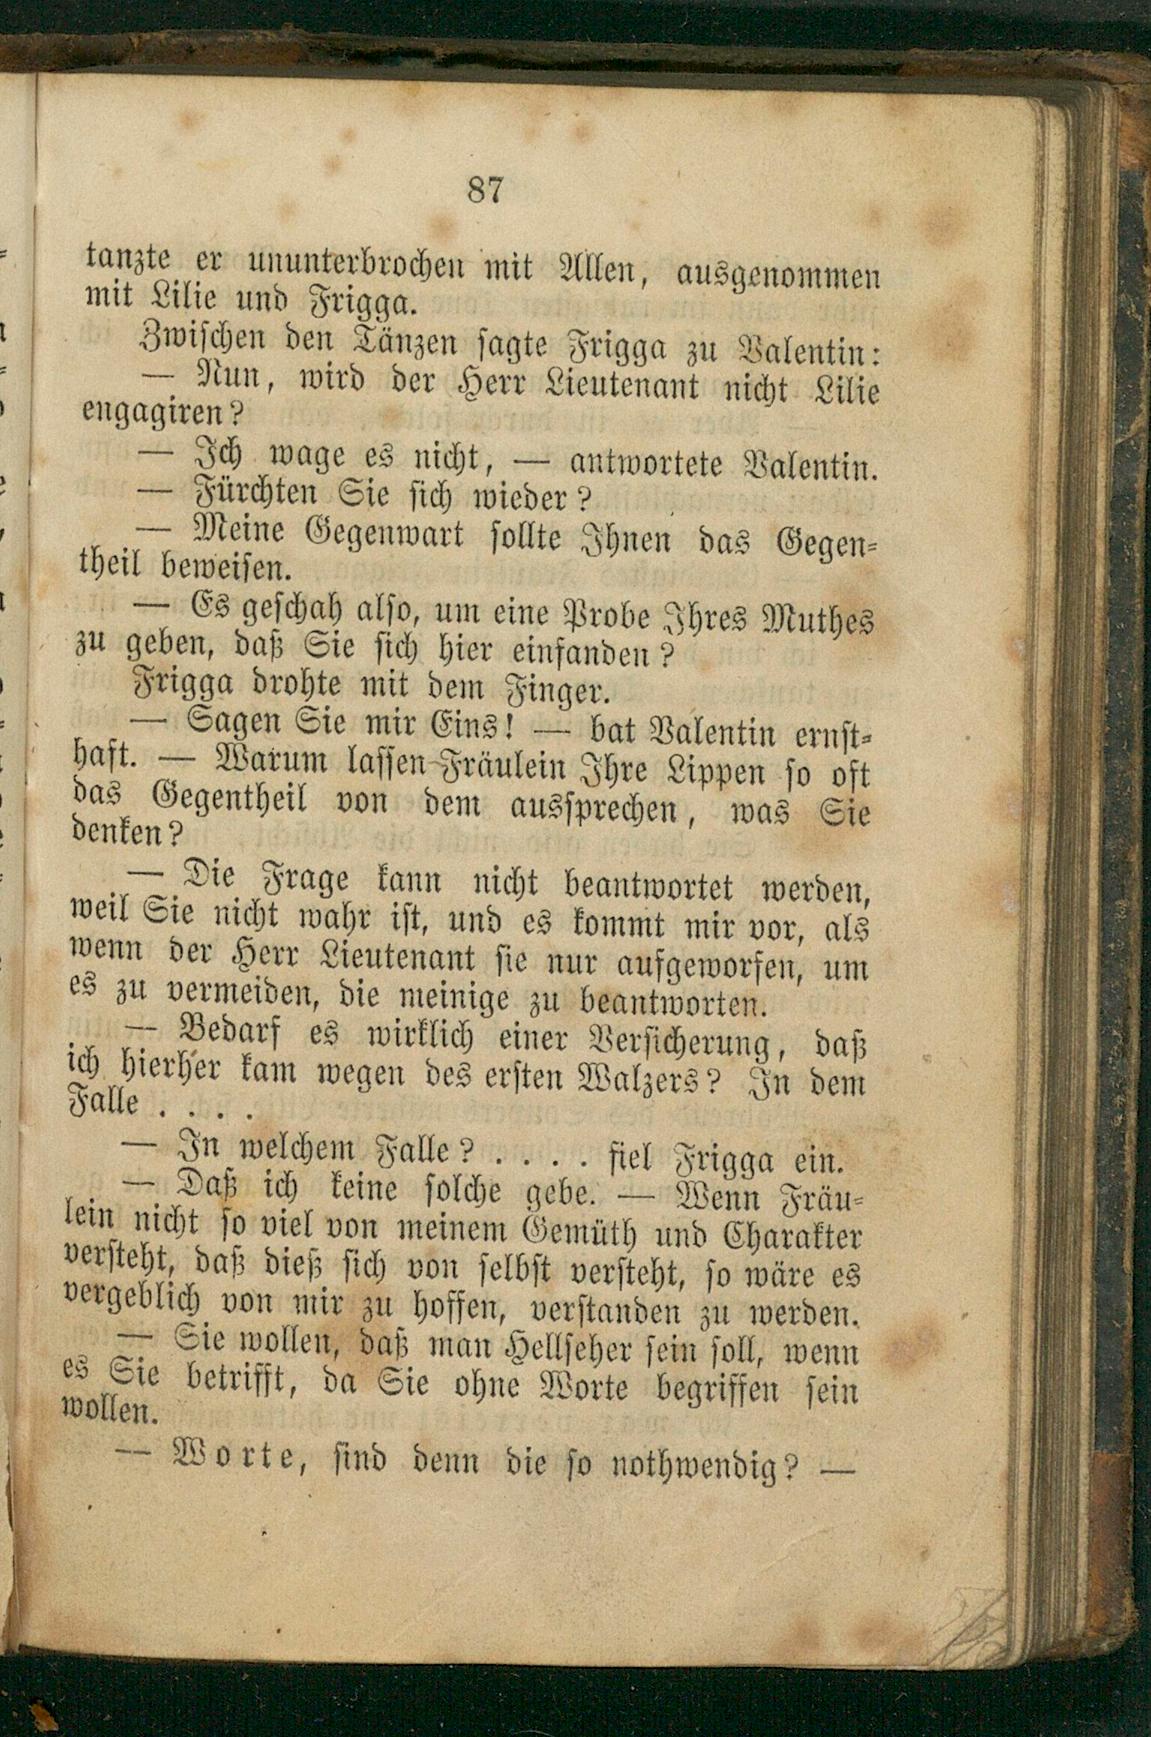 87
tanzte er ununterbrochen mit Allen, ausgenommen
mit Lilie und Frigga.
Zwischen den Tänzen sagte Frigga zu Valentin:
— Nun, wird der Herr Lieutenant nicht Lilie
engagiren?
— Ich wage es nicht, — antwortete Valentin.
— Fürchten Sie sich wieder?
— Meine Gegenwart sollte Ihnen das Gegen-
theil beweisen.
— Es geschah also, um eine Probe Ihres Muthes
zu geben, daß Sie sich hier einfanden?
Frigga drohte mit dem Finger.
— Sagen Sie mir Eins! — bat Valentin ernst-
haft. — Warum lassen Fräulein Ihre Lippen so oft
das Gegentheil von dem aussprechen, was Sie
denken?
— Die Frage kann nicht beantwortet werden,
weil Sie nicht wahr ist, und es kommt mir vor, als
wenn der Herr Lieutenant sie nur aufgeworfen, um
es zu vermeiden, die meinige zu beantworten.
— Bedarf es wirklich einer Versicherung, daß
ich hierher kam wegen des ersten Walzers? In dem
Falle . . . .
— In welchem Falle? . . . . fiel Frigga ein.
— Daß ich keine solche gebe. — Wenn Fräu-
lein nicht so viel von meinem Gemüth und Charakter
versteht, daß dieß sich von selbst versteht, so wäre es
vergeblich von mir zu hoffen, verstanden zu werden.
— Sie wollen, daß man Hellseher sein soll, wenn
es Sie betrifft, da Sie ohne Worte begriffen sein
wollen.
— Worte, sind denn die so nothwendig? —